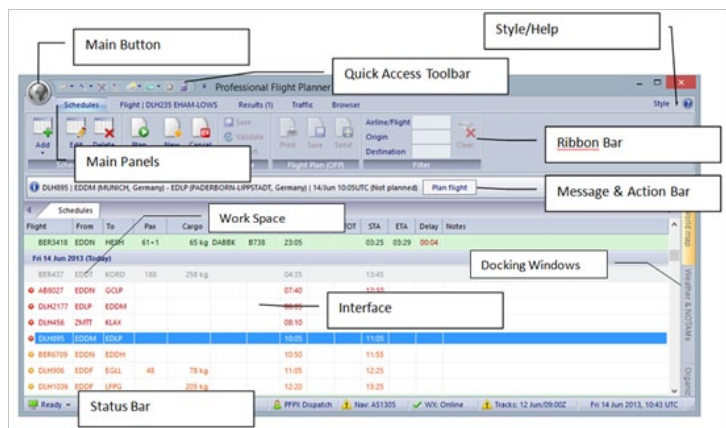 Style/Help
Main Button
Quick Access Toolbar
Professional Flight Planner
Schedules Flight | DLH235 EHAM-LOWS Results (1) Traffic Browser Style
Airline/Flight
Save
Add Edit Delete Plan New Cancel Validate Print Save Send Origin Clear
Ribbon Bar
Destination
Main Panels
Flight Plan (OFP) Filter
Message & Action Bar
DLH895 | EDDM (MUNICH, Germany) - EDLP (PADERBORN-LIPPSTADT, Germany) | 14/Jun 10:05UTC (Not planned) Plan flight
Schedules
Work Space
Flight From To Pax Cargo TOT STA ETA Delay Notes
BER3418 EDDN HESH 61+1 65 kg DABBK B738 23:05 03:25 03:29 00:04
World map
Fri 14 Jun 2013 (Today)
Docking Windows
BER437 EDDT KORD 188 258 kg 04:35 13:45
AB8027 EDDN GCLP 07:40 12:30
Weather & NOTAMs
Interface
DLH2177 EDLP EDDM
DLH456 ZMTT KLAX 08:10
DLH895 EDDM EDLP 10:05 11:05
BER6709 EDDN EDDH 10:50 11:55
DLH906 EDDF EGLL 48 78 kg 11:05 12:25
DLH1036 EDDF LFPG 205 kg 12:20 13:25
Status Bar
Ready PFPX Dispatch Nav: AS1305 WX: Online Tracks: 12 Jun/09:00Z Fri 14 Jun 2013, 10:43 UTC